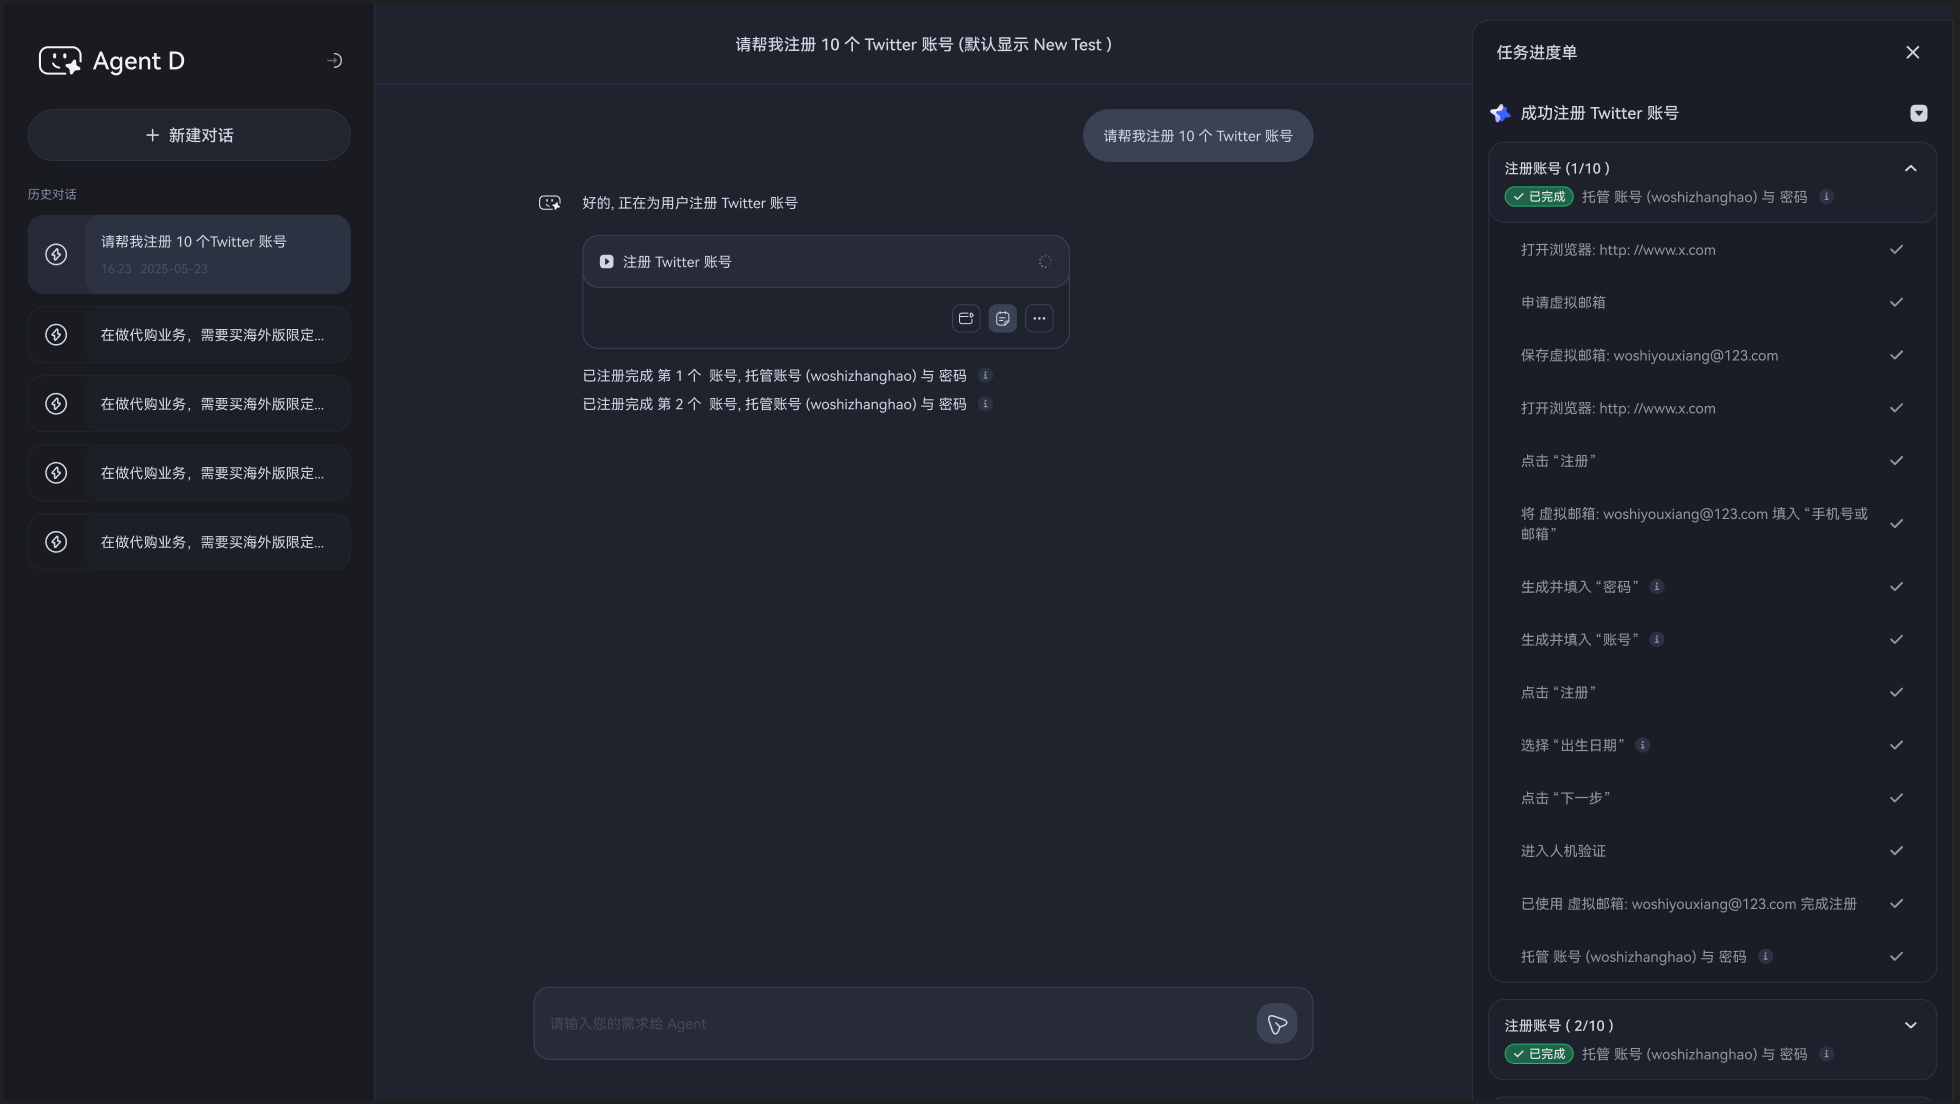 Agent D
新建对话
历史对话
请帮我注册 10 个Twitter 账号
16:23 2025-05-23
在做代购业务，需要买海外版限定...
在做代购业务，需要买海外版限定...
在做代购业务，需要买海外版限定...
在做代购业务，需要买海外版限定...
请帮我注册 10 个 Twitter 账号 (默认显示 New Test )
请帮我注册 10 个 Twitter 账号
好的, 正在为用户注册 Twitter 账号
注册 Twitter 账号
已注册完成 第 1 个 账号, 托管账号 (woshizhanghao) 与 密码
已注册完成 第 2 个 账号, 托管账号 (woshizhanghao) 与 密码
请输入您的需求给 Agent
任务进度单
成功注册 Twitter 账号
注册账号 (1/10 )
已完成 托管 账号 (woshizhanghao) 与 密码
打开浏览器: http: //www.x.com
申请虚拟邮箱
保存虚拟邮箱: woshiyouxiang@123.com
打开浏览器: http: //www.x.com
点击 “注册”
将 虚拟邮箱: woshiyouxiang@123.com 填入 “手机号或
邮箱”
生成并填入 “密码”
生成并填入 “账号”
点击 “注册”
选择 “出生日期”
点击 “下一步”
进入人机验证
已使用 虚拟邮箱: woshiyouxiang@123.com 完成注册
托管 账号 (woshizhanghao) 与 密码
注册账号 ( 2/10 )
已完成 托管 账号 (woshizhanghao) 与 密码